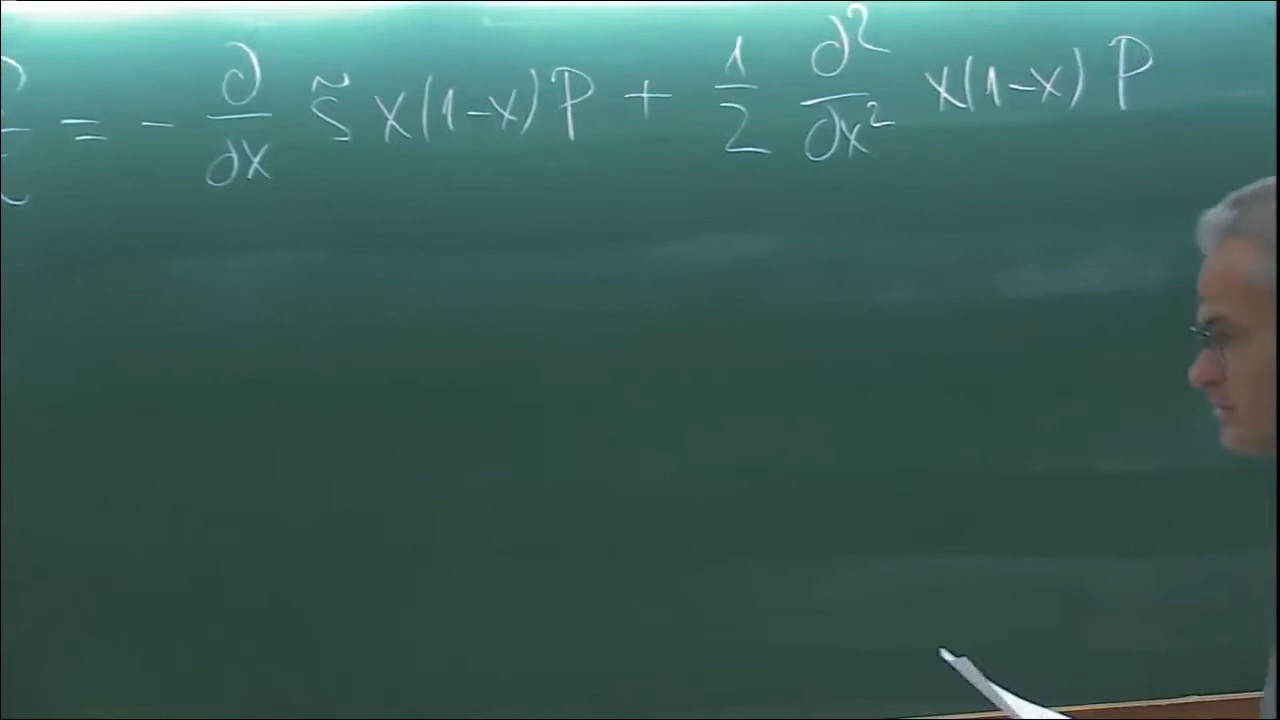 = - ∂/∂x s̃ x(1-x) P + 1/2 ∂²/∂x² x(1-x) P